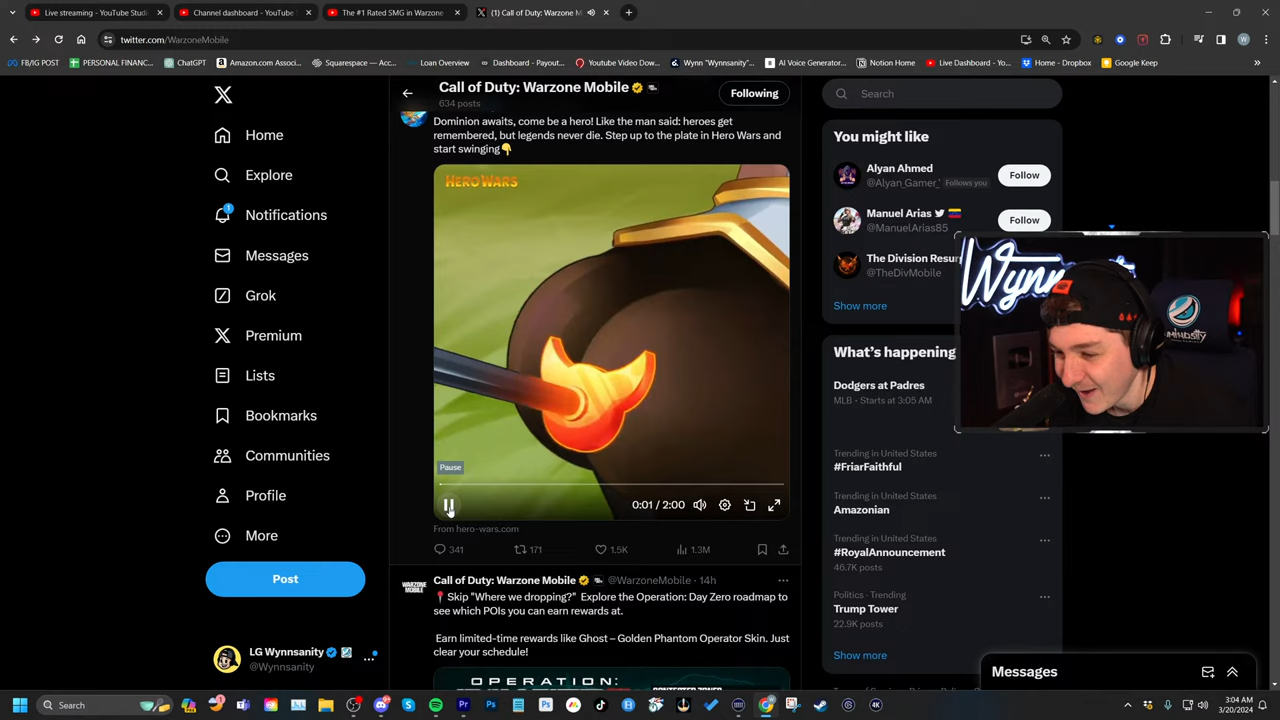 Live streaming - YouTube Studi
Channel dashboard - YouTube
The #1 Rated SMG in Warzone
(1) Call of Duty: Warzone M
twitter.com/WarzoneMobile
FB/IG POST
PERSONAL FINANC...
ChatGPT
Amazon.com Associ...
Squarespace — Acc...
Loan Overview
Dashboard - Payout...
Youtube Video Dow...
Wynn "Wynnsanity"...
AI Voice Generator...
Notion Home
Live Dashboard - Yo...
Home - Dropbox
Google Keep
Home
Explore
1
Notifications
Messages
Grok
Premium
Lists
Bookmarks
Communities
Profile
More
Post
LG Wynnsanity
@Wynnsanity
Call of Duty: Warzone Mobile
634 posts
Following
Dominion awaits, come be a hero! Like the man said: heroes get
remembered, but legends never die. Step up to the plate in Hero Wars and
start swinging👇
HERO WARS
Pause
0:01 / 2:00
From hero-wars.com
341
171
1.5K
1.3M
WARZONE
MOBILE
Call of Duty: Warzone Mobile @WarzoneMobile · 14h
📍 Skip "Where we dropping?" Explore the Operation: Day Zero roadmap to
see which POIs you can earn rewards at.
Earn limited-time rewards like Ghost – Golden Phantom Operator Skin. Just
clear your schedule!
OPERATION:
CONTESTED ZONE
Search
You might like
Alyan Ahmed
@Alyan_Gamer_' Follows you
Follow
Manuel Arias
@ManuelArias85
Follow
The Division Resur
@TheDivMobile
Show more
What's happening
Dodgers at Padres
MLB · Starts at 3:05 AM
Trending in United States
#FriarFaithful
Trending in United States
Amazonian
Trending in United States
#RoyalAnnouncement
46.7K posts
Politics · Trending
Trump Tower
22.9K posts
Show more
Wynn
Messages
Search
3:04 AM
3/20/2024